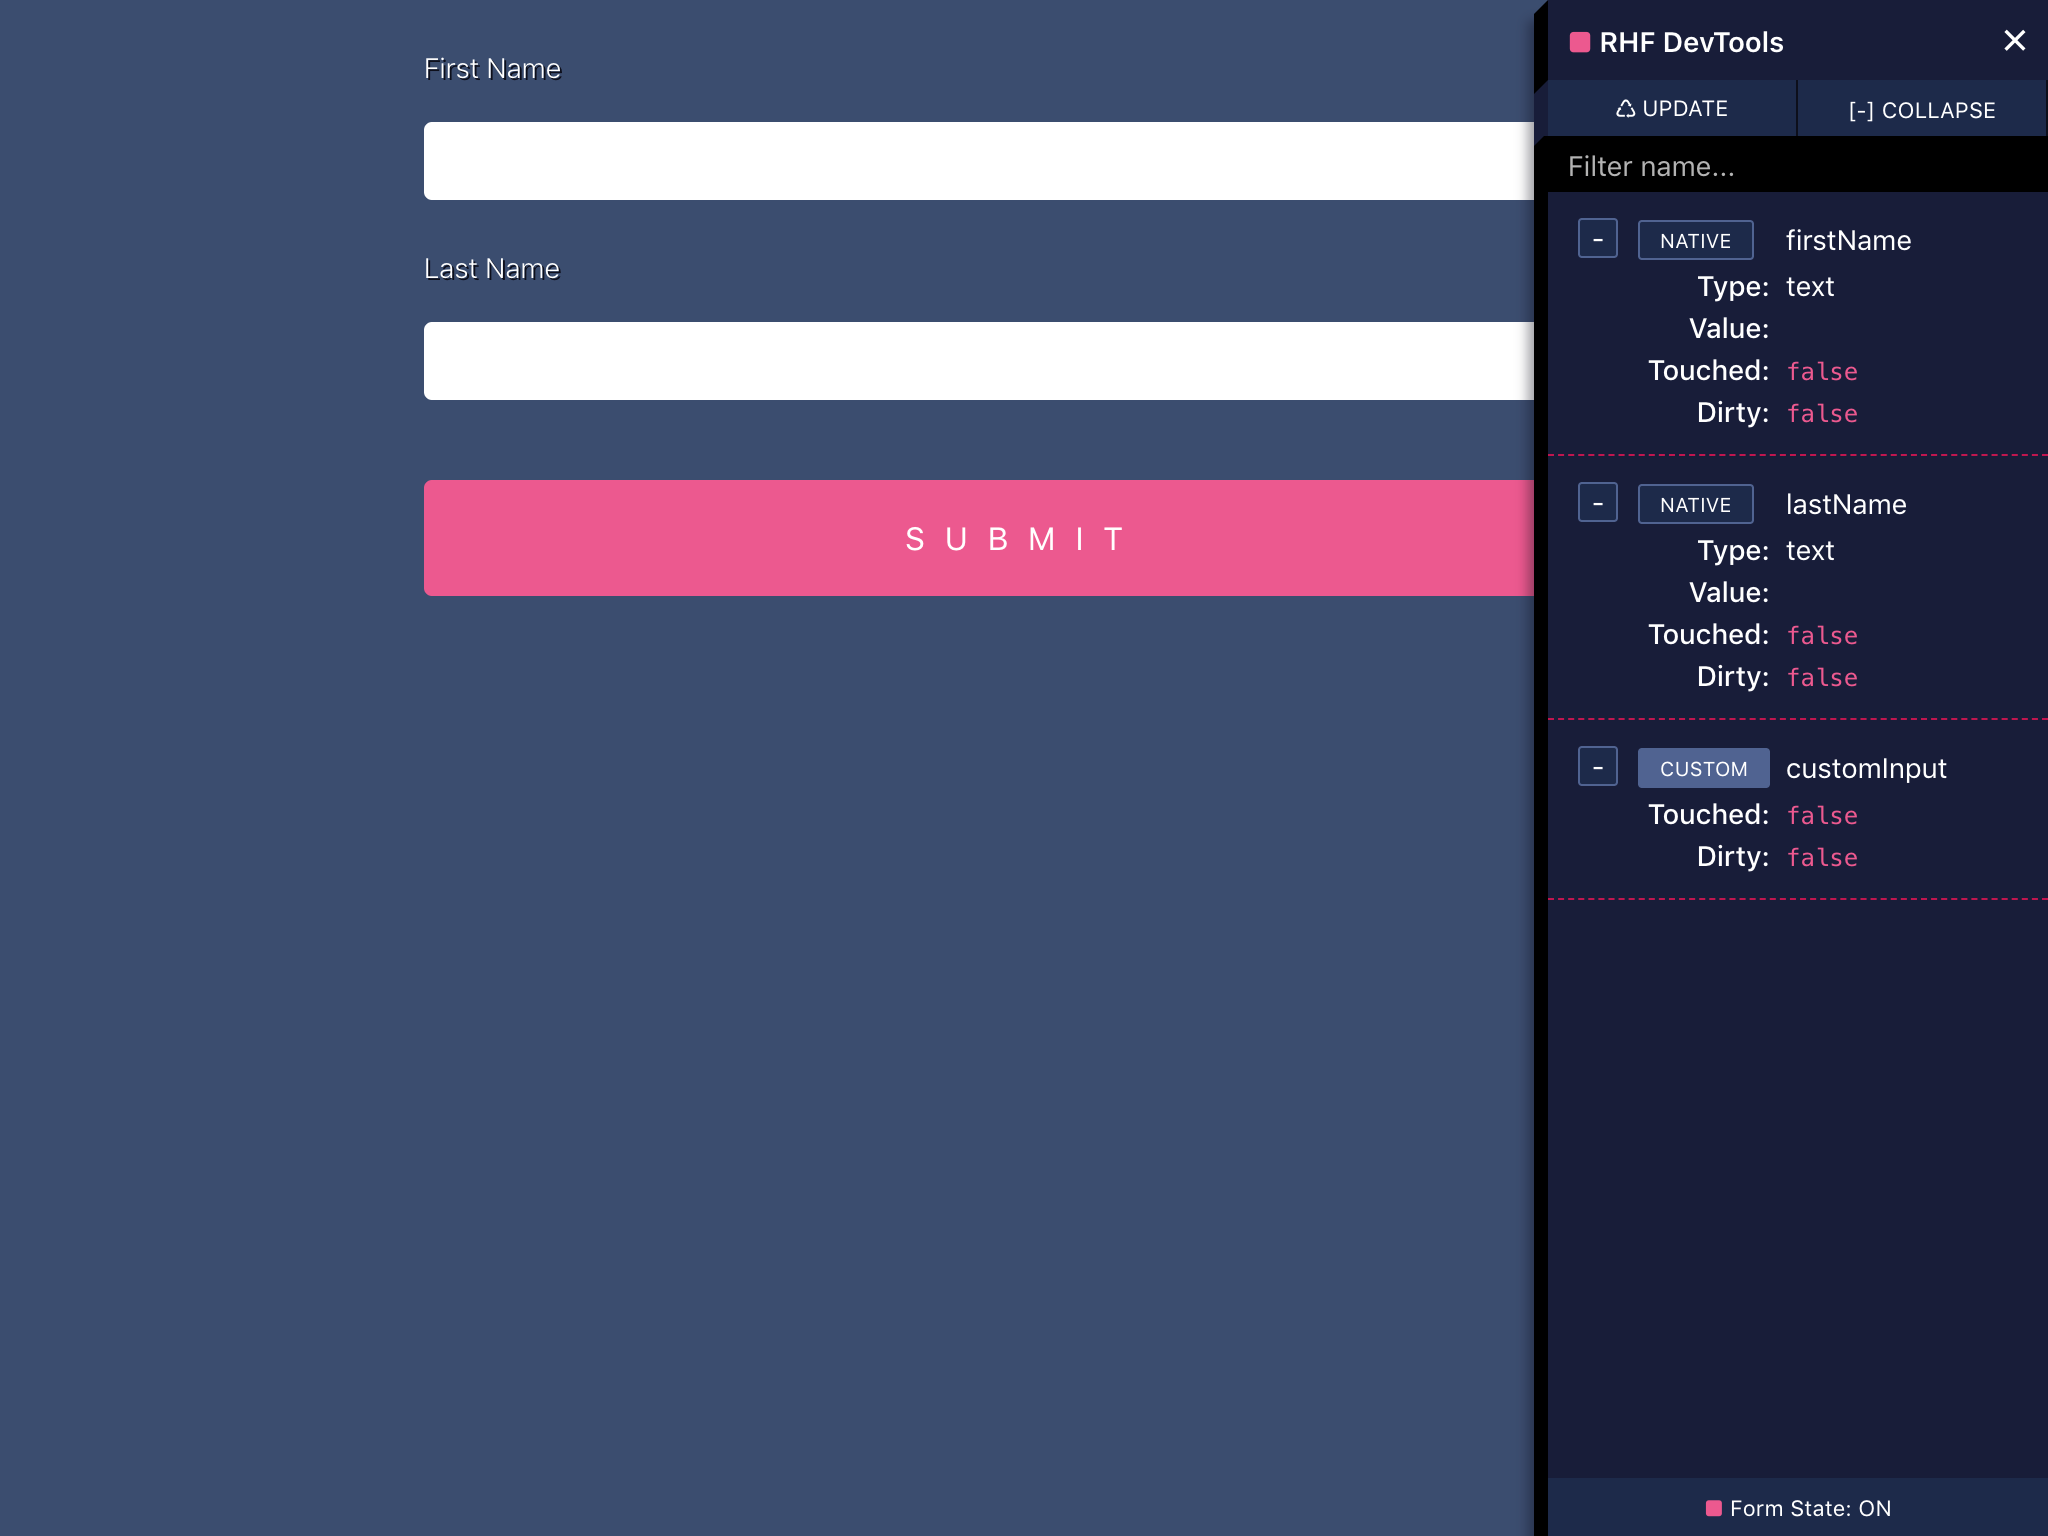 First Name
Last Name
SUBMIT
RHF DevTools
UPDATE
[-] COLLAPSE
Filter name...
- NATIVE firstName
Type: text
Value:
Touched: false
Dirty: false
- NATIVE lastName
Type: text
Value:
Touched: false
Dirty: false
- CUSTOM customInput
Touched: false
Dirty: false
Form State: ON